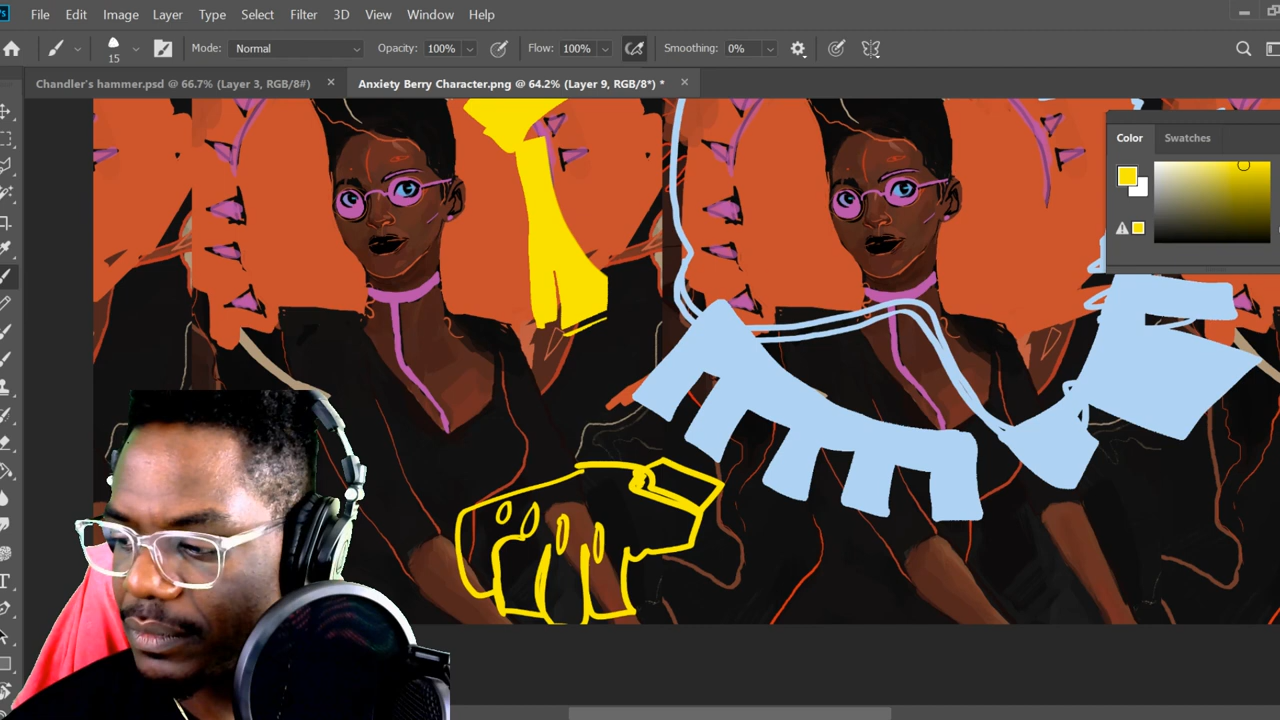 Ps File Edit Image Layer Type Select Filter 3D View Window Help
15 Mode: Normal Opacity: 100% Flow: 100% Smoothing: 0%
Chandler's hammer.psd @ 66.7% (Layer 3, RGB/8#) × Anxiety Berry Character.png @ 64.2% (Layer 9, RGB/8*) * ×
Color Swatches
T